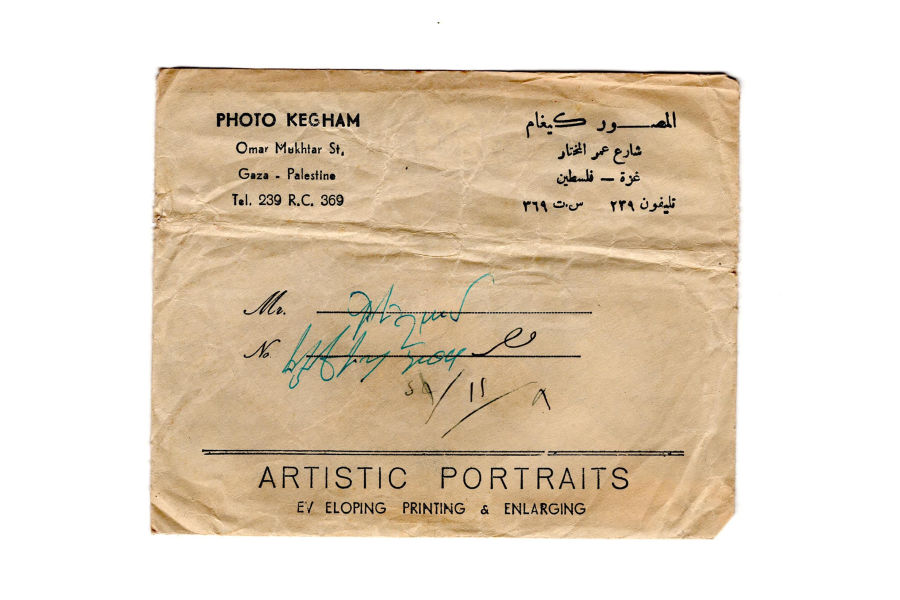 PHOTO KEGHAM
Omar Mukhtar St,
Gaza - Palestine
Tel. 239 R.C. 369
المصـــور كيغام
شارع عمر المختار
غزة — فلسطين
تليفون ٢٣٩ س.ت ٣٦٩
Mr.
No
ARTISTIC PORTRAITS
EV ELOPING PRINTING & ENLARGING